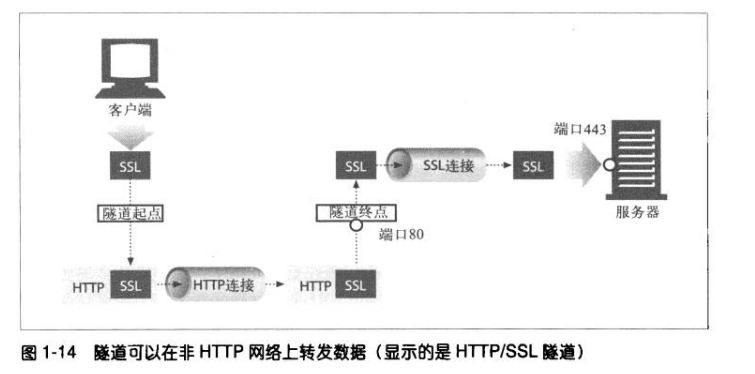 客户端
SSL
隧道起点
HTTP SSL
HTTP连接
HTTP SSL
端口80
隧道终点
SSL
SSL连接
SSL
端口443
服务器
图 1-14 隧道可以在非 HTTP 网络上转发数据（显示的是 HTTP/SSL 隧道）